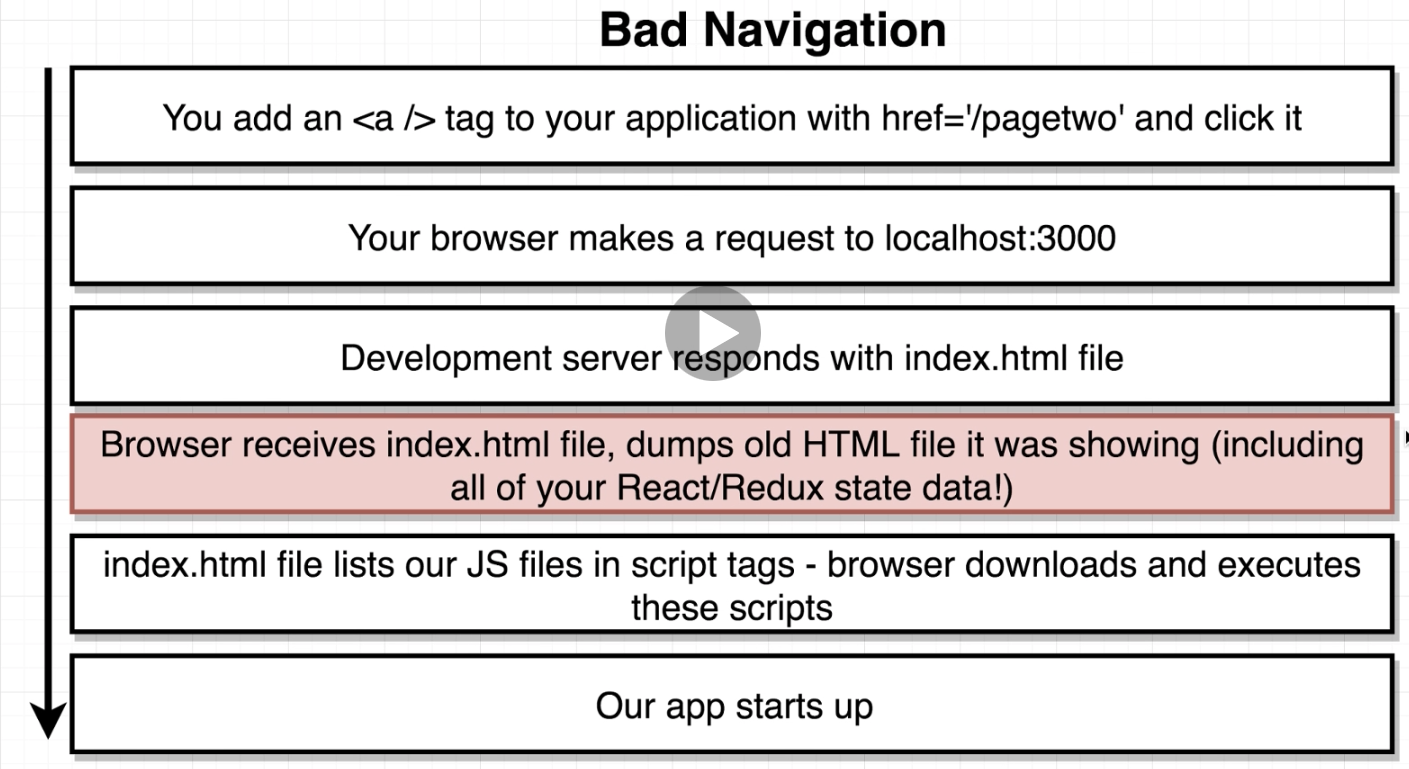 Bad Navigation
You add an <a /> tag to your application with href='/pagetwo' and click it
Your browser makes a request to localhost:3000
Development server responds with index.html file
Browser receives index.html file, dumps old HTML file it was showing (including
all of your React/Redux state data!)
index.html file lists our JS files in script tags - browser downloads and executes
these scripts
Our app starts up